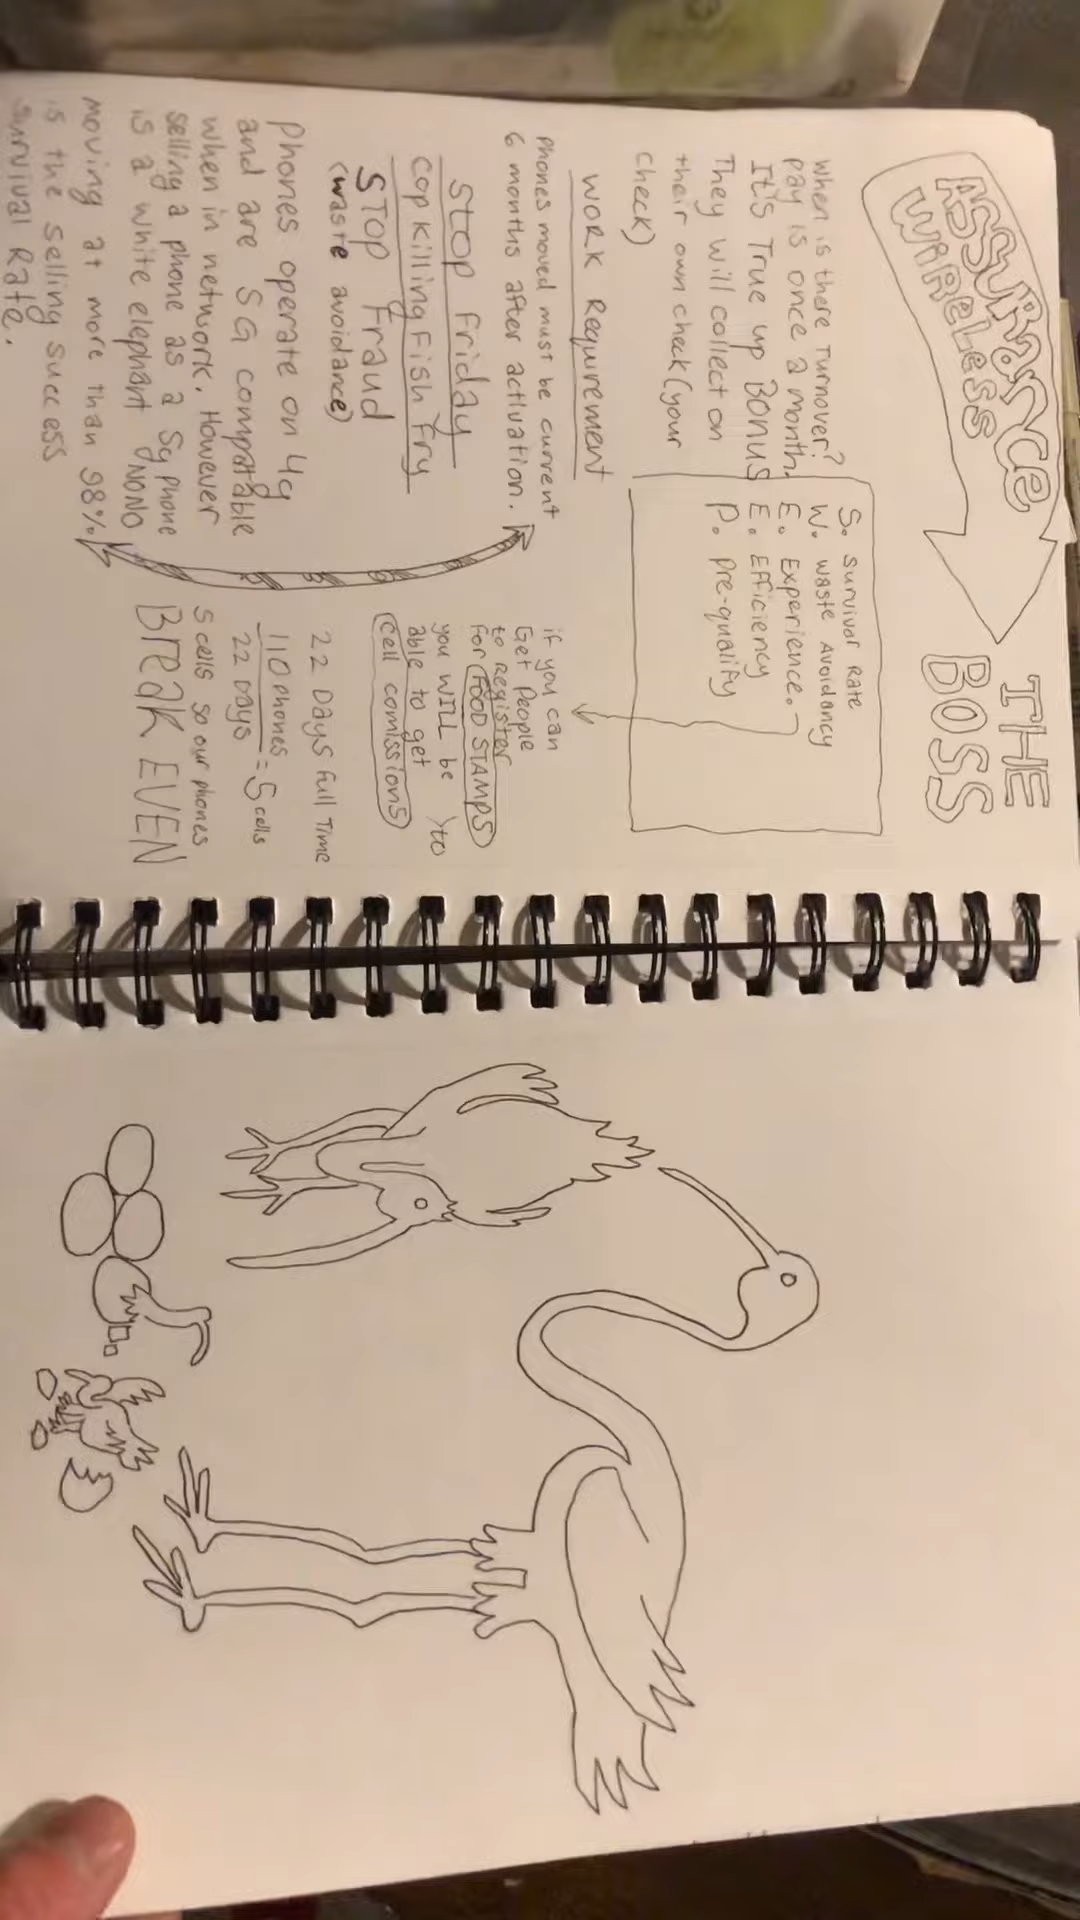 ASSURANCE
WIRELESS
THE
BOSS
When is there Turnover?
pay is once a month.
It's True up BONUS
They will collect on
their own check (your
check)
S. Survivor Rate
W. waste Avoidancy
E. Experience.
E. Efficiency
P. pre-qualify
WORK Requirement
phones moved must be current
6 months after activation.
if you can
Get People
to register
for FOOD STAMPS
you WILL be
able to get
cell comissions
Stop Friday
cop killing Fish Fry
STOP Fraud
(waste avoidance)
Phones operate on 4g
and are 5G compatable
when in network. However
selling a phone as a 5g phone
is a white elephant NONO
moving at more than 98%
is the selling success
survival Rate.
22 Days Full Time
110 phones = 5 cells
22 Days
5 cells so our phones
Break EVEN